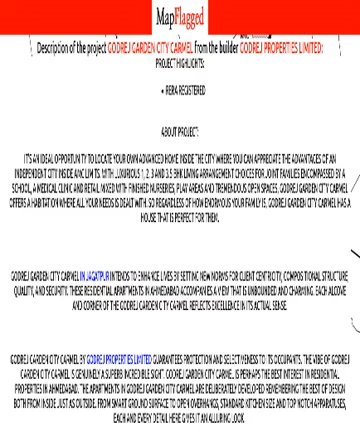 MapFlagged
Description of the project GODREJ GARDEN CITY CARMEL from the builder GODREJ PROPERTIES LIMITED:
PROJECT HIGHLIGHTS:
• RERA REGISTERED
ABOUT PROJECT:
IT'S AN IDEAL OPPORTUNITY TO LOCATE YOUR OWN ADVANCED HOME INSIDE THE CITY WHERE YOU CAN APPRECIATE THE ADVANTAGES OF AN
INDEPENDENT CITY INSIDE AMC LIMITS. WITH LUXURIOUS 1, 2, 3 AND 3.5 BHK LIVING ARRANGEMENT CHOICES FOR JOINT FAMILIES ENCOMPASSED BY A
SCHOOL, A MEDICAL CLINIC AND RETAIL MIXED WITH FINISHED NURSERIES, PLAY AREAS AND TREMENDOUS OPEN SPACES, GODREJ GARDEN CITY CARMEL
OFFERS A HABITATION WHERE ALL YOUR NEEDS IS DEALT WITH. SO REGARDLESS OF HOW ENORMOUS YOUR FAMILY IS, GODREJ GARDEN CITY CARMEL HAS A
HOUSE THAT IS PERFECT FOR THEM.
GODREJ GARDEN CITY CARMEL IN JAGATPUR INTENDS TO ENHANCE LIVES BY SETTING NEW NORMS FOR CLIENT CENTRICITY, COMPOSITIONAL STRUCTURE,
QUALITY, AND SECURITY. THESE RESIDENTIAL APARTMENTS IN AHMEDABAD ACCOMPANIES A VIEW THAT IS UNBOUNDED AND CHARMING. EACH ALCOVE
AND CORNER OF THE GODREJ GARDEN CITY CARMEL REFLECTS EXCELLENCE IN ITS ACTUAL SENSE.
GODREJ GARDEN CITY CARMEL BY GODREJ PROPERTIES LIMITED GUARANTEES PROTECTION AND SELECTIVENESS TO ITS OCCUPANTS. THE VIBE OF GODREJ
GARDEN CITY CARMEL IS GENUINELY A SUPERB INCREDIBLE SIGHT. GODREJ GARDEN CITY CARMEL IS PERHAPS THE BEST INTEREST IN RESIDENTIAL
PROPERTIES IN AHMEDABAD. THE APARTMENTS IN GODREJ GARDEN CITY CARMEL ARE DELIBERATELY DEVELOPED REMEMBERING THE BEST OF DESIGN
BOTH FROM INSIDE JUST AS OUTSIDE. FROM SMART GROUND SURFACE TO OPEN OVERHANGS, STANDARD KITCHEN SIZE AND TOP NOTCH APPARATUSES,
EACH AND EVERY DETAIL HERE GIVES IT AN ALLURING LOOK.